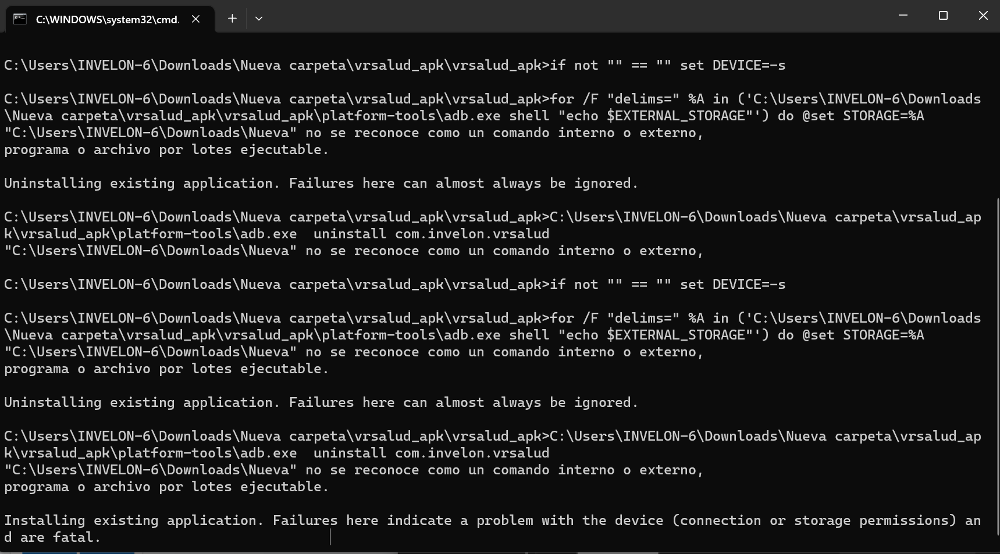 C:\WINDOWS\system32\cmd.
C:\Users\INVELON-6\Downloads\Nueva carpeta\vrsalud_apk\vrsalud_apk>if not "" == "" set DEVICE=-s
C:\Users\INVELON-6\Downloads\Nueva carpeta\vrsalud_apk\vrsalud_apk>for /F "delims=" %A in ('C:\Users\INVELON-6\Downloads
\Nueva carpeta\vrsalud_apk\vrsalud_apk\platform-tools\adb.exe shell "echo $EXTERNAL_STORAGE"') do @set STORAGE=%A
"C:\Users\INVELON-6\Downloads\Nueva" no se reconoce como un comando interno o externo,
programa o archivo por lotes ejecutable.
Uninstalling existing application. Failures here can almost always be ignored.
C:\Users\INVELON-6\Downloads\Nueva carpeta\vrsalud_apk\vrsalud_apk>C:\Users\INVELON-6\Downloads\Nueva carpeta\vrsalud_ap
k\vrsalud_apk\platform-tools\adb.exe  uninstall com.invelon.vrsalud
"C:\Users\INVELON-6\Downloads\Nueva" no se reconoce como un comando interno o externo,
C:\Users\INVELON-6\Downloads\Nueva carpeta\vrsalud_apk\vrsalud_apk>if not "" == "" set DEVICE=-s
C:\Users\INVELON-6\Downloads\Nueva carpeta\vrsalud_apk\vrsalud_apk>for /F "delims=" %A in ('C:\Users\INVELON-6\Downloads
\Nueva carpeta\vrsalud_apk\vrsalud_apk\platform-tools\adb.exe shell "echo $EXTERNAL_STORAGE"') do @set STORAGE=%A
"C:\Users\INVELON-6\Downloads\Nueva" no se reconoce como un comando interno o externo,
programa o archivo por lotes ejecutable.
Uninstalling existing application. Failures here can almost always be ignored.
C:\Users\INVELON-6\Downloads\Nueva carpeta\vrsalud_apk\vrsalud_apk>C:\Users\INVELON-6\Downloads\Nueva carpeta\vrsalud_ap
k\vrsalud_apk\platform-tools\adb.exe  uninstall com.invelon.vrsalud
"C:\Users\INVELON-6\Downloads\Nueva" no se reconoce como un comando interno o externo,
programa o archivo por lotes ejecutable.
Installing existing application. Failures here indicate a problem with the device (connection or storage permissions) an
d are fatal.